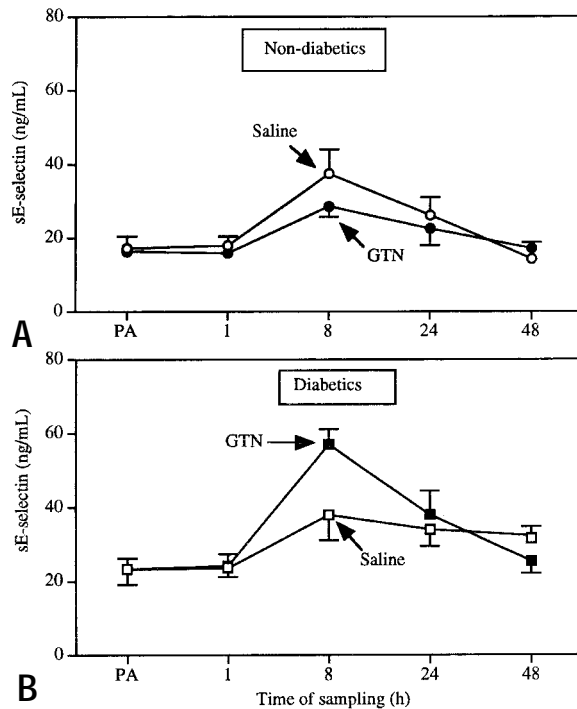 80
Non-diabetics
60
sE-selectin (ng/mL)
Saline
40
20
GTN
0
A
PA 1 8 24 48
80
Diabetics
60
GTN
sE-selectin (ng/mL)
40
Saline
20
0
B
PA 1 8 24 48
Time of sampling (h)